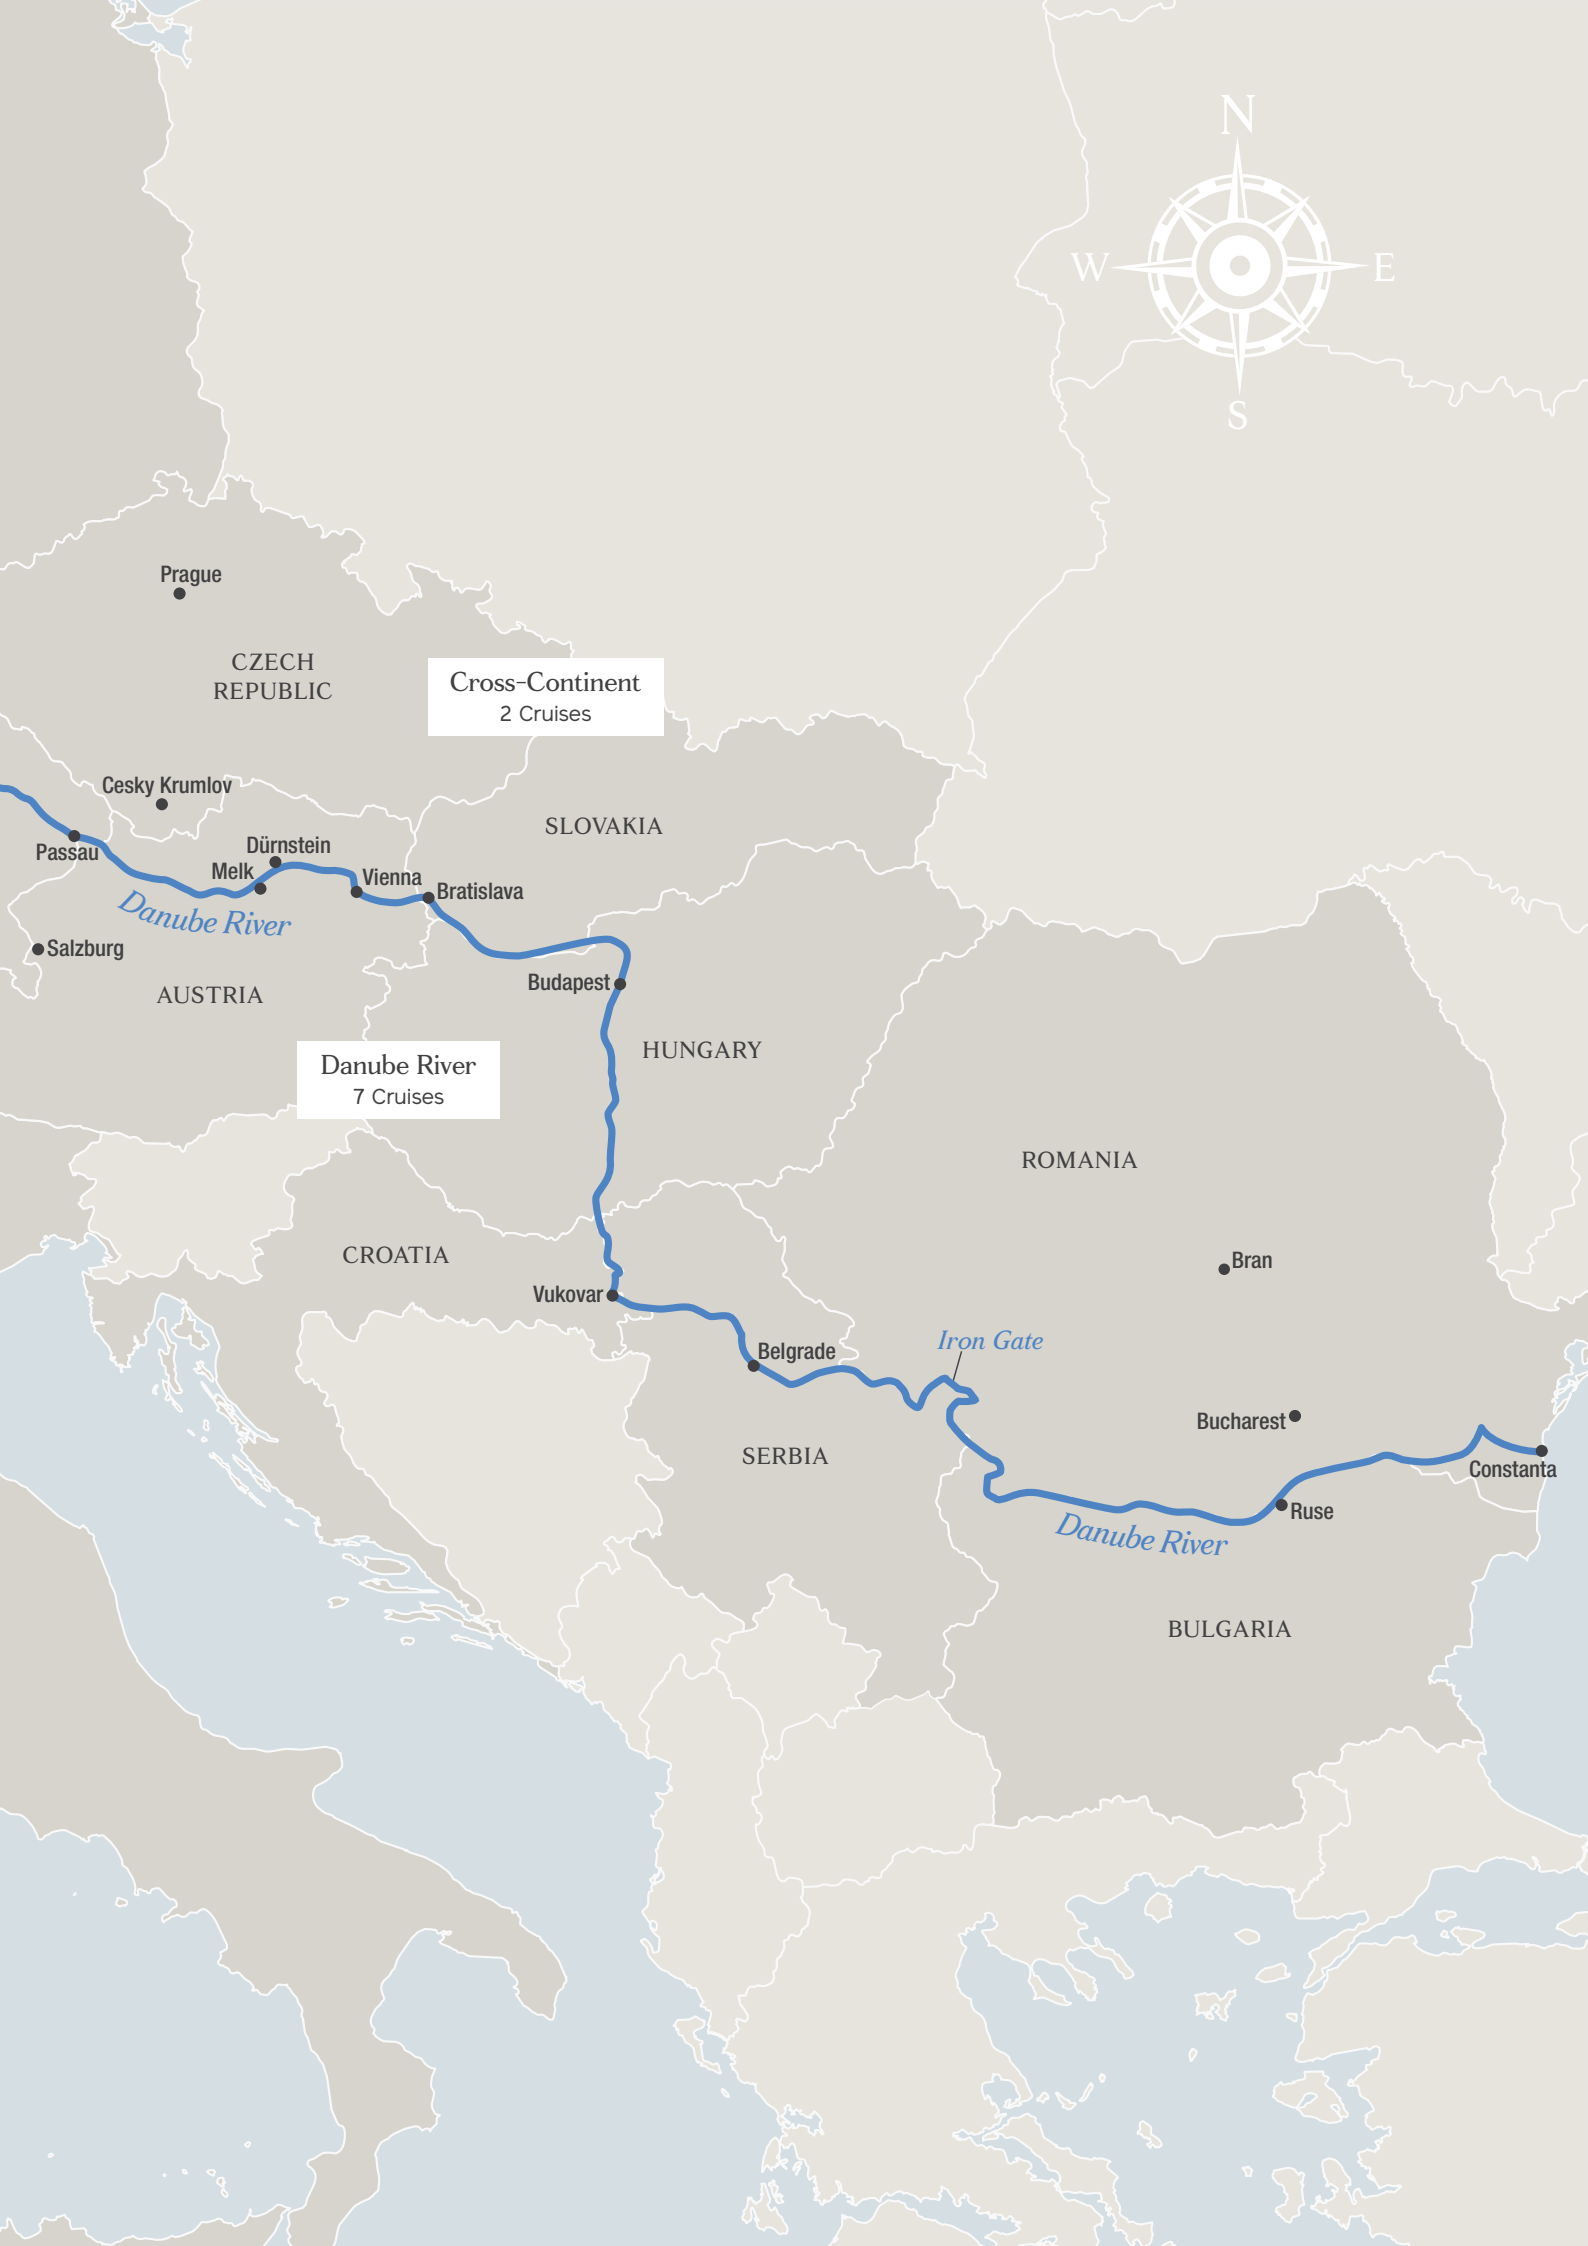 N
W
E
S
Prague
CZECH
REPUBLIC
Cross-Continent
2 Cruises
Cesky Krumlov
SLOVAKIA
Passau
Dürnstein
Melk
Vienna
Bratislava
Danube River
Salzburg
AUSTRIA
Budapest
HUNGARY
Danube River
7 Cruises
ROMANIA
CROATIA
Bran
Vukovar
Iron Gate
Belgrade
Bucharest
SERBIA
Constanta
Ruse
Danube River
BULGARIA